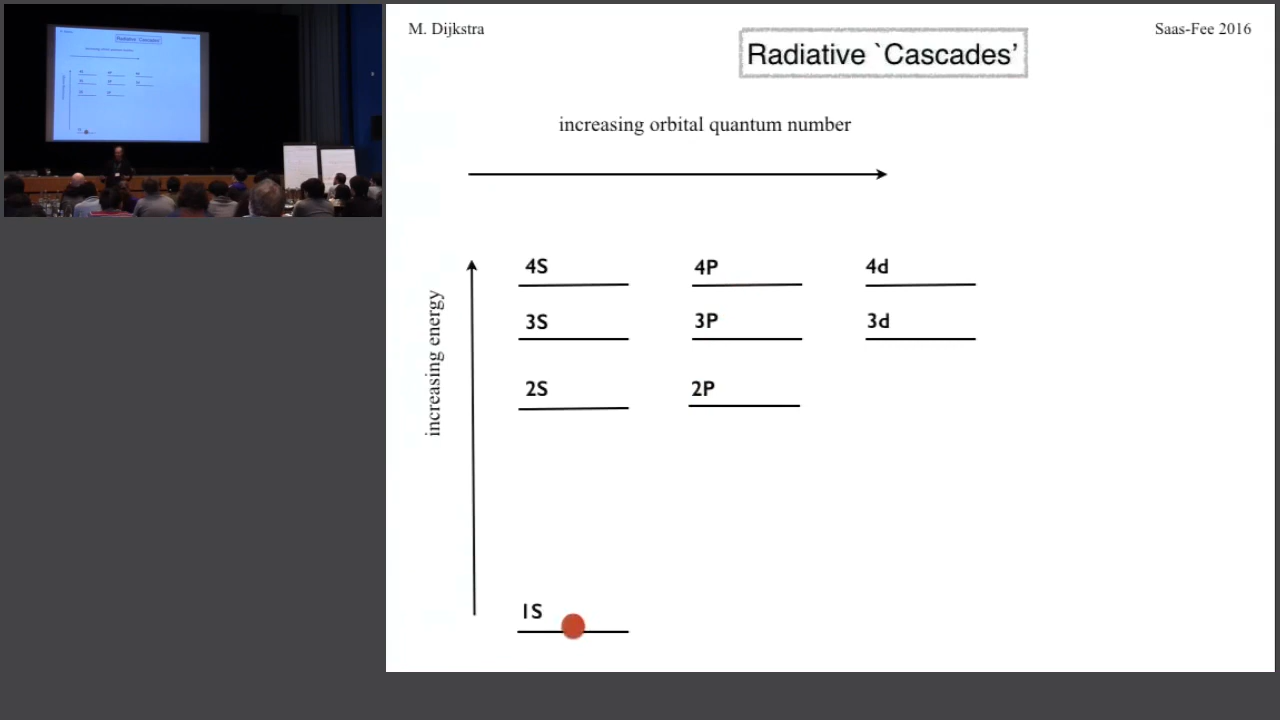 M. Dijkstra
Saas-Fee 2016
Radiative `Cascades'
increasing orbital quantum number
increasing energy
4S 4P 4d
3S 3P 3d
2S 2P
1S